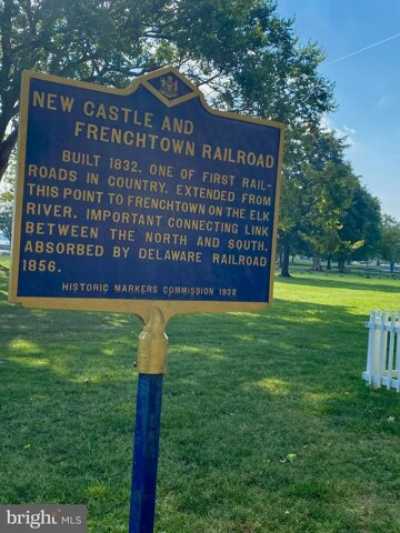 NEW CASTLE AND
FRENCHTOWN RAILROAD
BUILT 1832. ONE OF FIRST RAIL-
ROADS IN COUNTRY. EXTENDED FROM
THIS POINT TO FRENCHTOWN ON THE ELK
RIVER. IMPORTANT CONNECTING LINK
BETWEEN THE NORTH AND SOUTH.
ABSORBED BY DELAWARE RAILROAD
1856.
HISTORIC MARKERS COMMISSION 1932
bright MLS